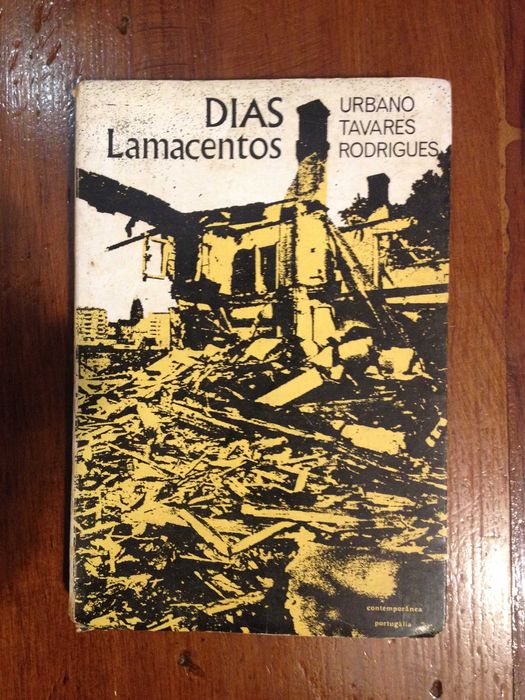 DIAS
Lamacentos
URBANO
TAVARES
RODRIGUES
contemporânea
portugália